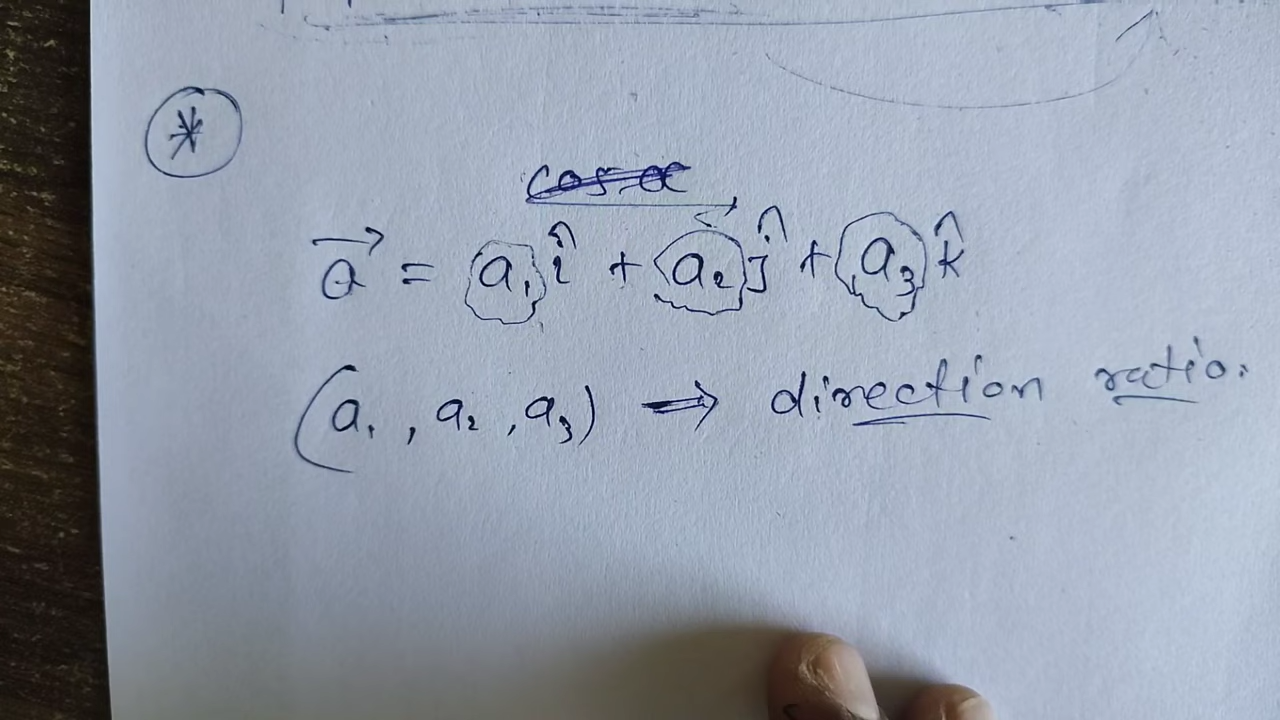 *
cos α
a⃗ = a₁î + a₂ĵ + a₃k̂
(a₁, a₂, a₃) → direction ratio.